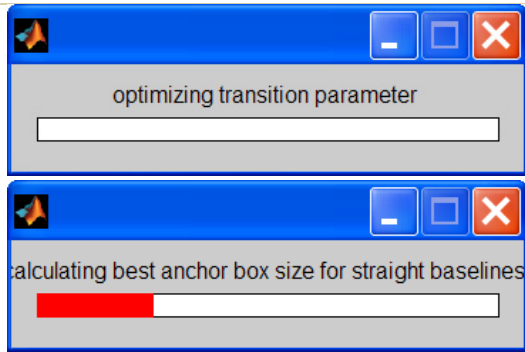 optimizing transition parameter
calculating best anchor box size for straight baselines